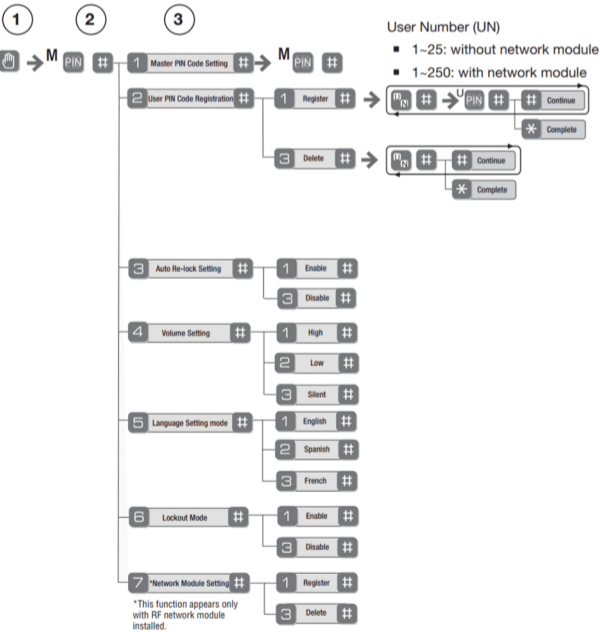 1 2 3
User Number (UN)
▪ 1~25: without network module
▪ 1~250: with network module
M PIN # 1 Master PIN Code Setting # M PIN #
2 User PIN Code Registration # 1 Register # UN # U PIN # # Continue
* Complete
3 Delete # UN # # Continue
* Complete
3 Auto Re-lock Setting # 1 Enable #
3 Disable #
4 Volume Setting # 1 High #
2 Low #
3 Silent #
5 Language Setting mode # 1 English #
2 Spanish #
3 French #
6 Lockout Mode # 1 Enable #
3 Disable #
7 *Network Module Setting # 1 Register #
3 Delete #
*This function appears only
with RF network module
installed.